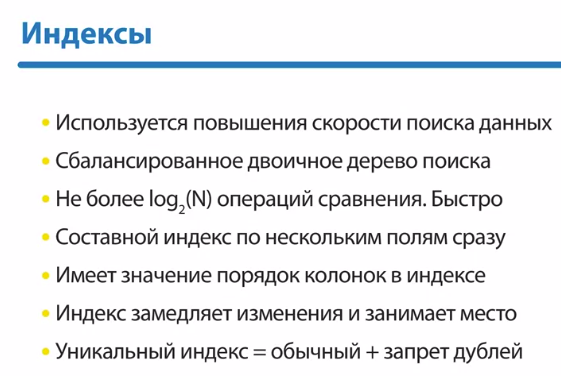 Индексы
• Используется повышения скорости поиска данных
• Сбалансированное двоичное дерево поиска
• Не более log₂(N) операций сравнения. Быстро
• Составной индекс по нескольким полям сразу
• Имеет значение порядок колонок в индексе
• Индекс замедляет изменения и занимает место
• Уникальный индекс = обычный + запрет дублей